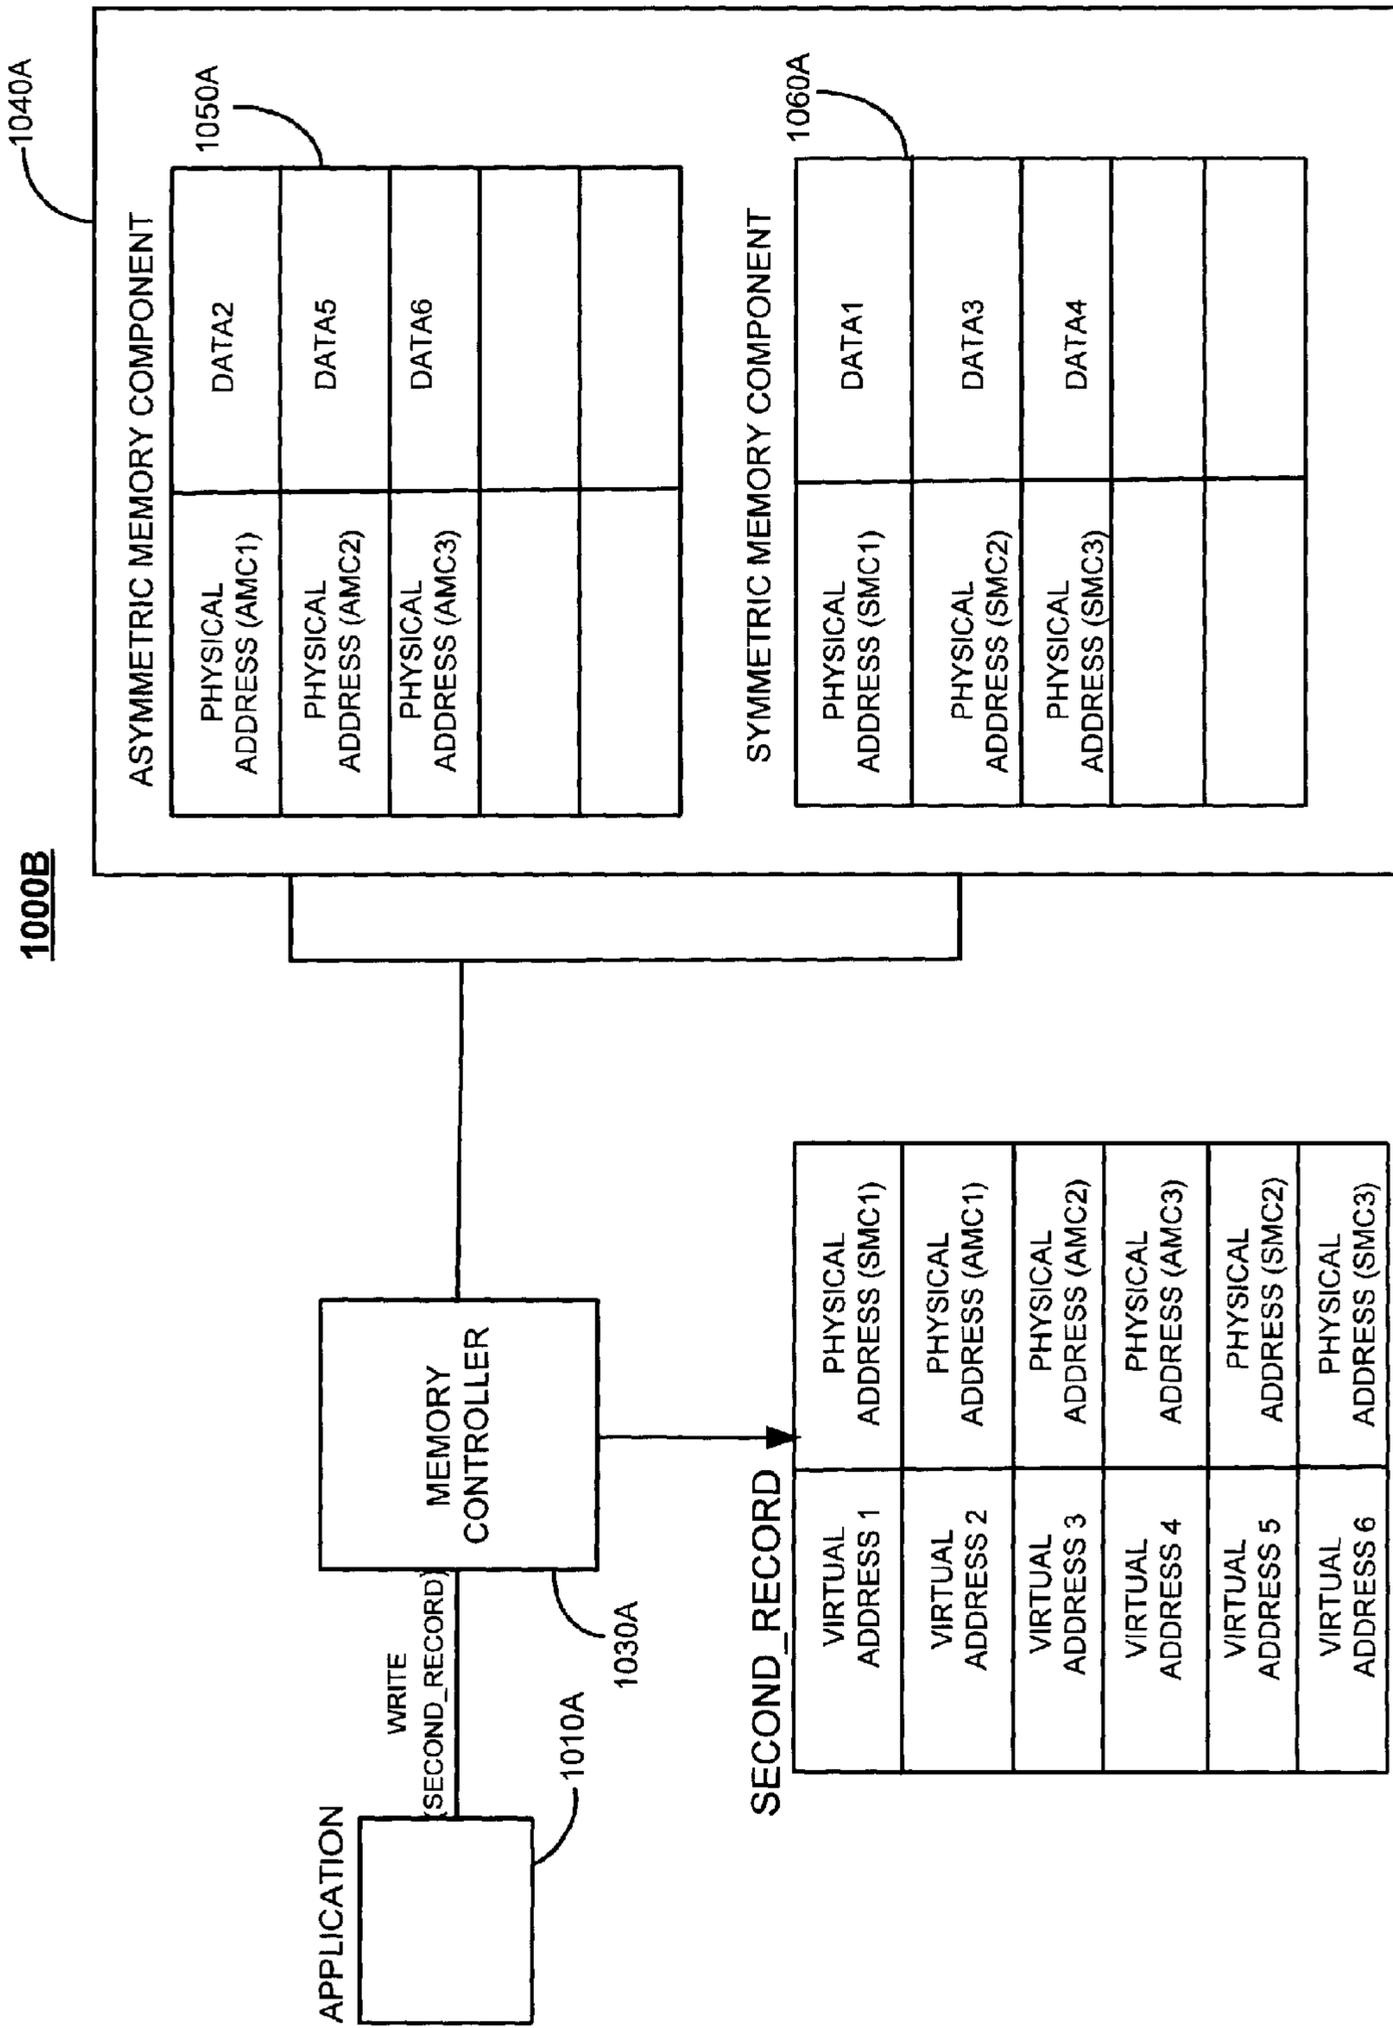 1000B
APPLICATION
1010A
WRITE
(SECOND_RECORD)
MEMORY
CONTROLLER
1030A
1040A
ASYMMETRIC MEMORY COMPONENT
1050A
PHYSICAL
ADDRESS (AMC1)
DATA2
PHYSICAL
ADDRESS (AMC2)
DATA5
PHYSICAL
ADDRESS (AMC3)
DATA6
SYMMETRIC MEMORY COMPONENT
1060A
PHYSICAL
ADDRESS (SMC1)
DATA1
PHYSICAL
ADDRESS (SMC2)
DATA3
PHYSICAL
ADDRESS (SMC3)
DATA4
SECOND_RECORD
VIRTUAL
ADDRESS 1
PHYSICAL
ADDRESS (SMC1)
VIRTUAL
ADDRESS 2
PHYSICAL
ADDRESS (AMC1)
VIRTUAL
ADDRESS 3
PHYSICAL
ADDRESS (AMC2)
VIRTUAL
ADDRESS 4
PHYSICAL
ADDRESS (AMC3)
VIRTUAL
ADDRESS 5
PHYSICAL
ADDRESS (SMC2)
VIRTUAL
ADDRESS 6
PHYSICAL
ADDRESS (SMC3)